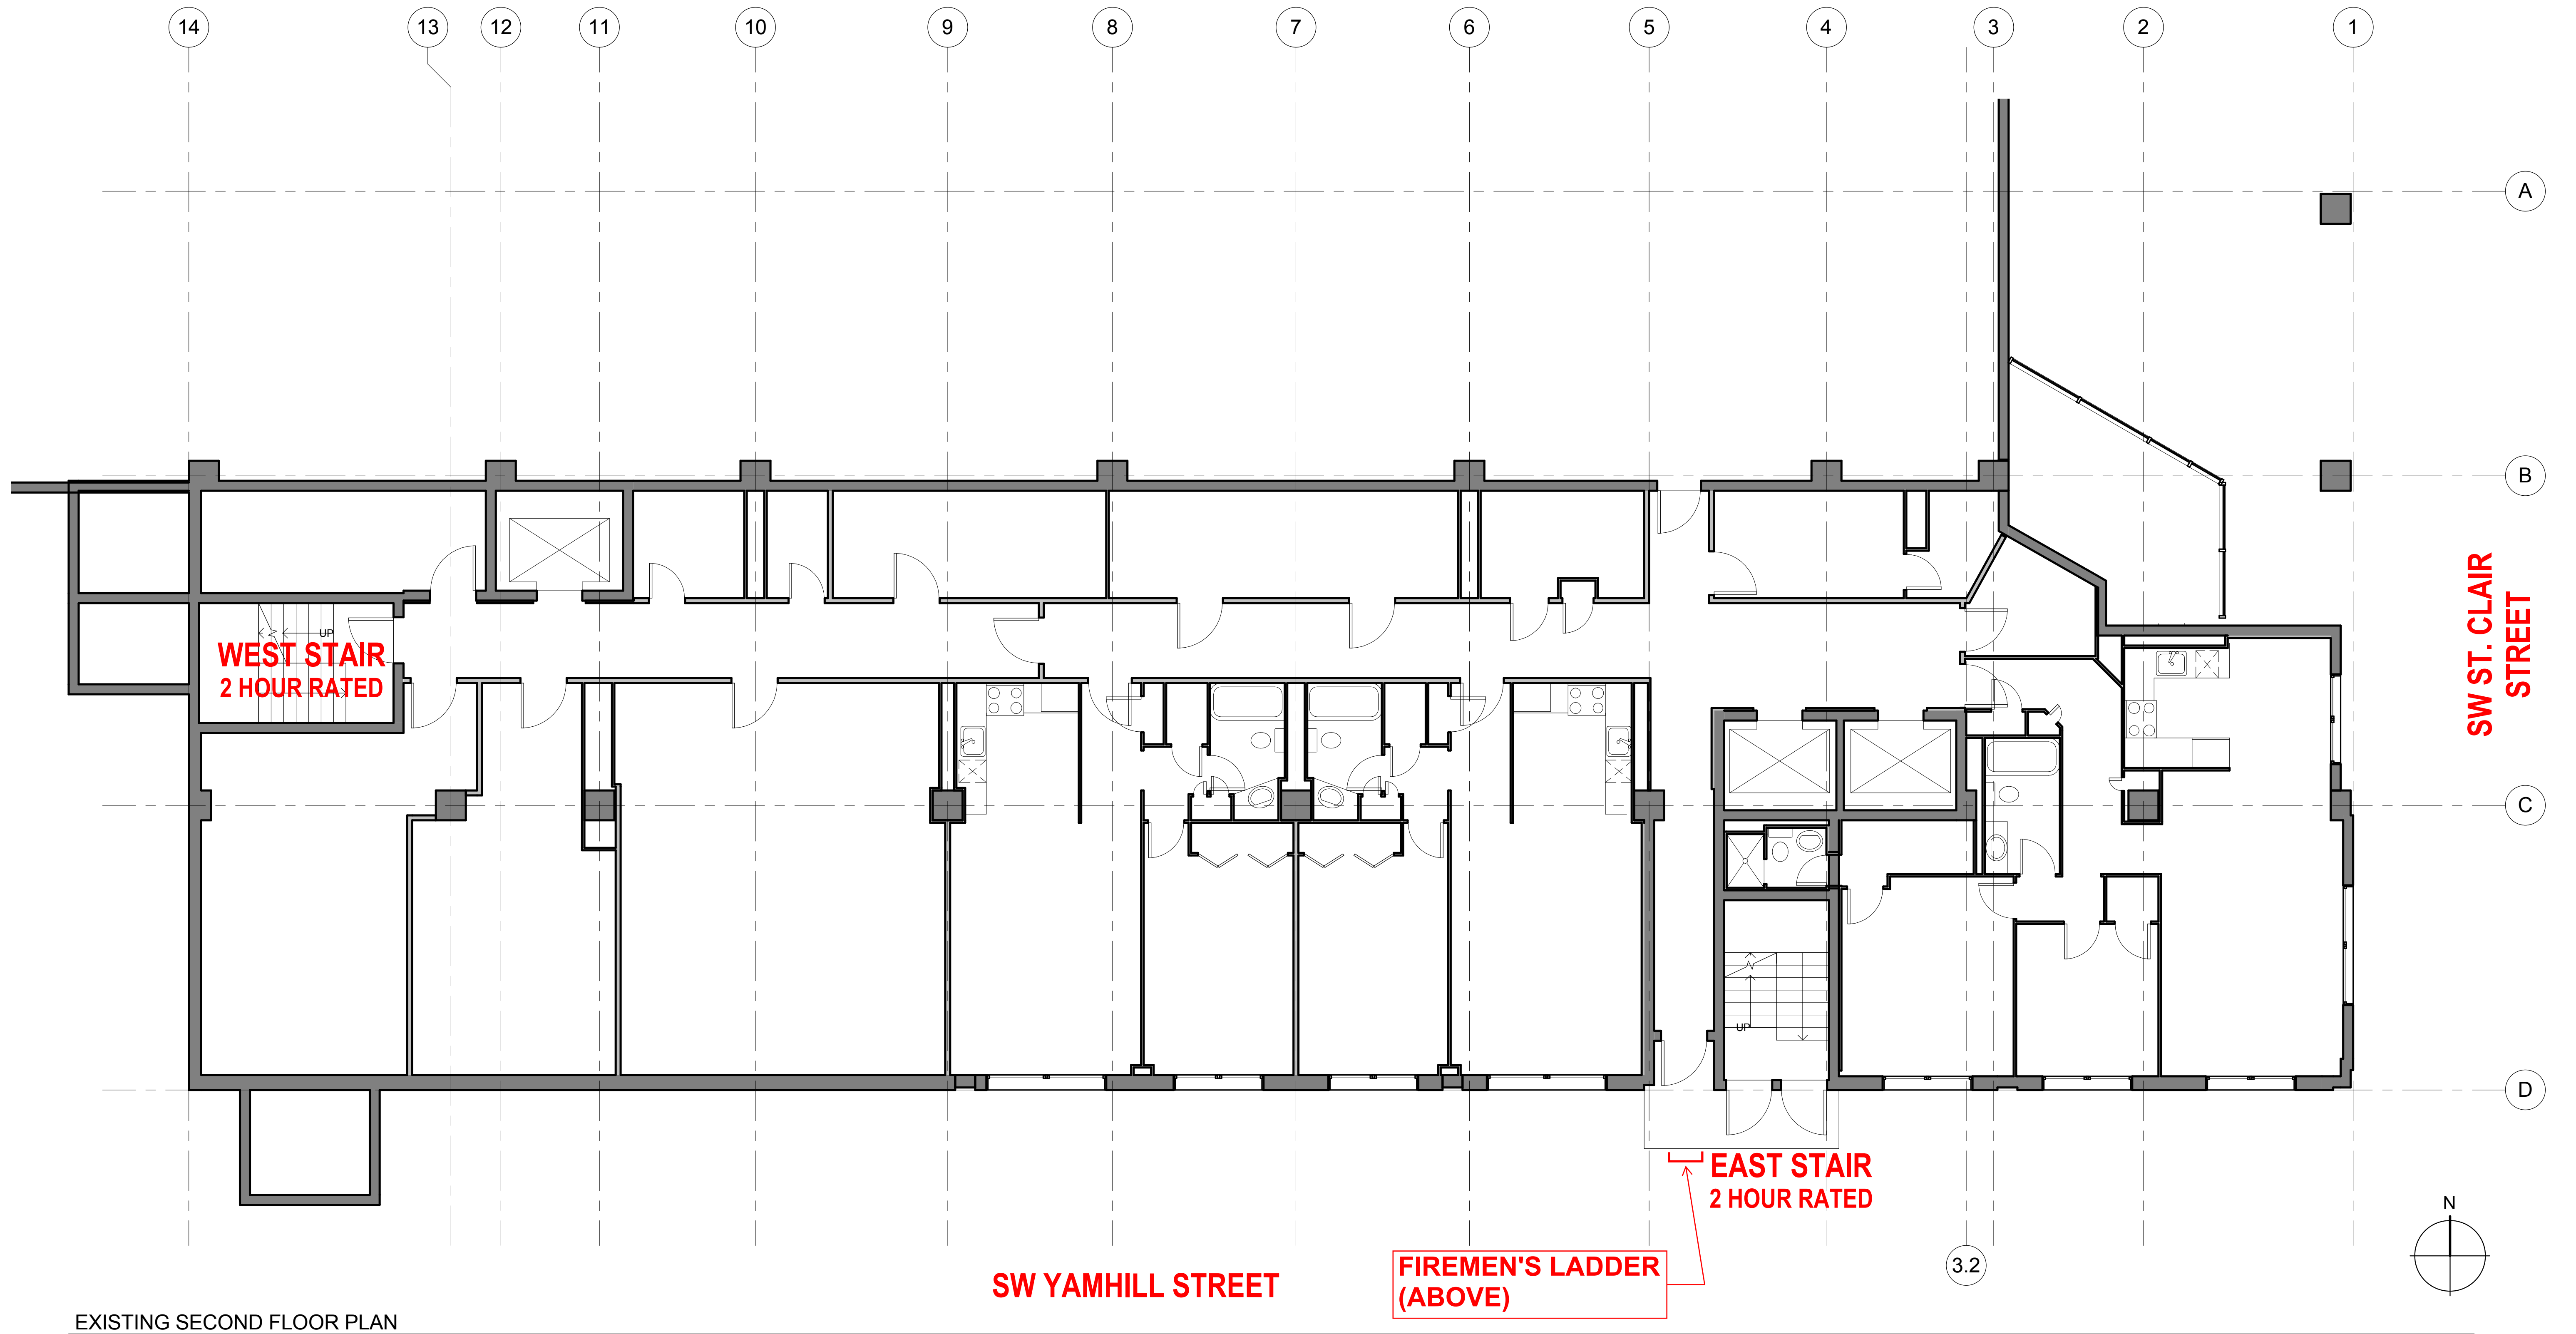 14 13 12 11 10 9 8 7 6 5 4 3 2 1
A
B
SW ST. CLAIR
STREET
UP
WEST STAIR
2 HOUR RATED
C
UP
D
EAST STAIR
2 HOUR RATED
N
FIREMEN'S LADDER
(ABOVE)
3.2
SW YAMHILL STREET
EXISTING SECOND FLOOR PLAN